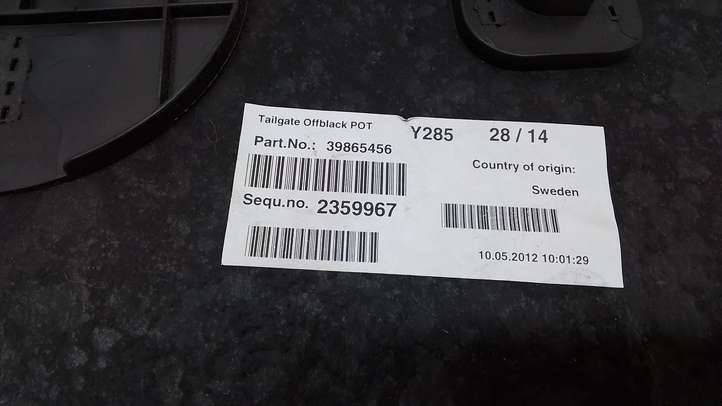 Tailgate Offblack POT
Y285 28 / 14
Part.No.: 39865456
Country of origin:
Sweden
Sequ.no. 2359967
10.05.2012 10:01:29